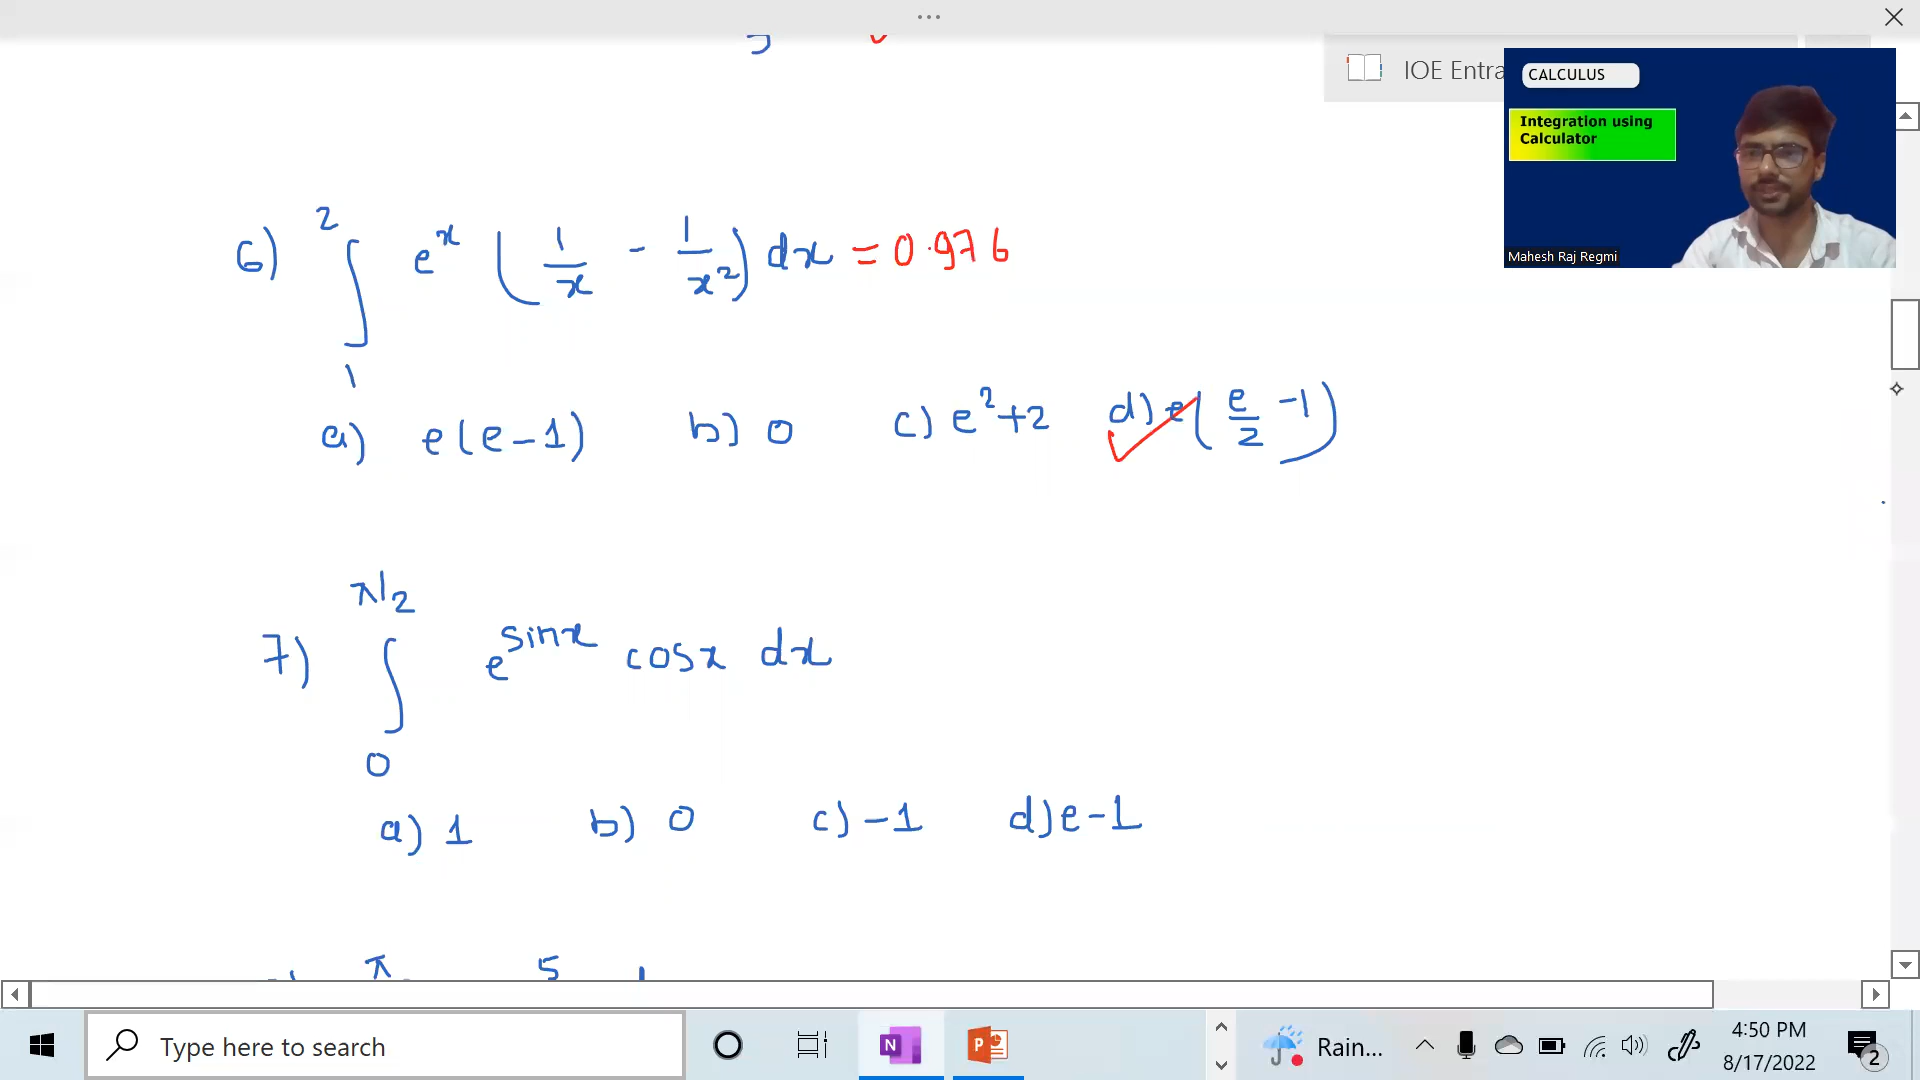 IOE Entra
CALCULUS
Integration using
Calculator
Mahesh Raj Regmi
6) ∫₁² e^x (1/x - 1/x²) dx = 0.976
a) e(e-1) b) 0 c) e²+2 d) e(e/2 -1)
7) ∫₀^π/2 e^sinx cosx dx
a) 1 b) 0 c) -1 d) e-1
π 5
Type here to search
Rain...
4:50 PM
8/17/2022
2